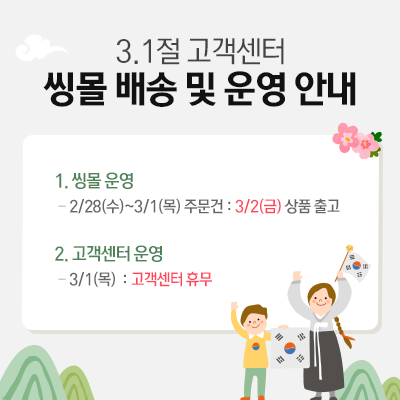 3.1절 고객센터
씽몰 배송 및 운영 안내
1. 씽몰 운영
– 2/28(수)~3/1(목) 주문건 : 3/2(금) 상품 출고
2. 고객센터 운영
– 3/1(목) : 고객센터 휴무